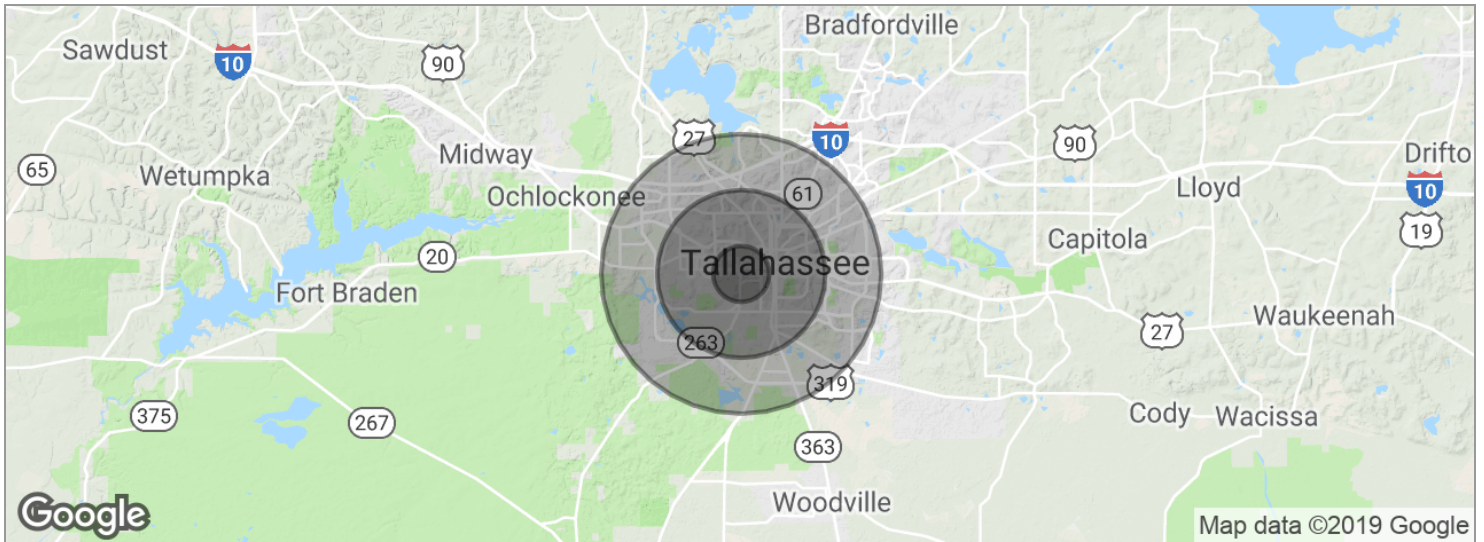 Bradfordville
Sawdust
10
90
27
10
90
Midway
Drifto
65
Wetumpka
Ochlockonee
61
Lloyd
10
19
Capitola
20
Tallahassee
Fort Braden
Waukeenah
27
263
319
375
267
Cody
Wacissa
363
Woodville
Google
Map data ©2019 Google